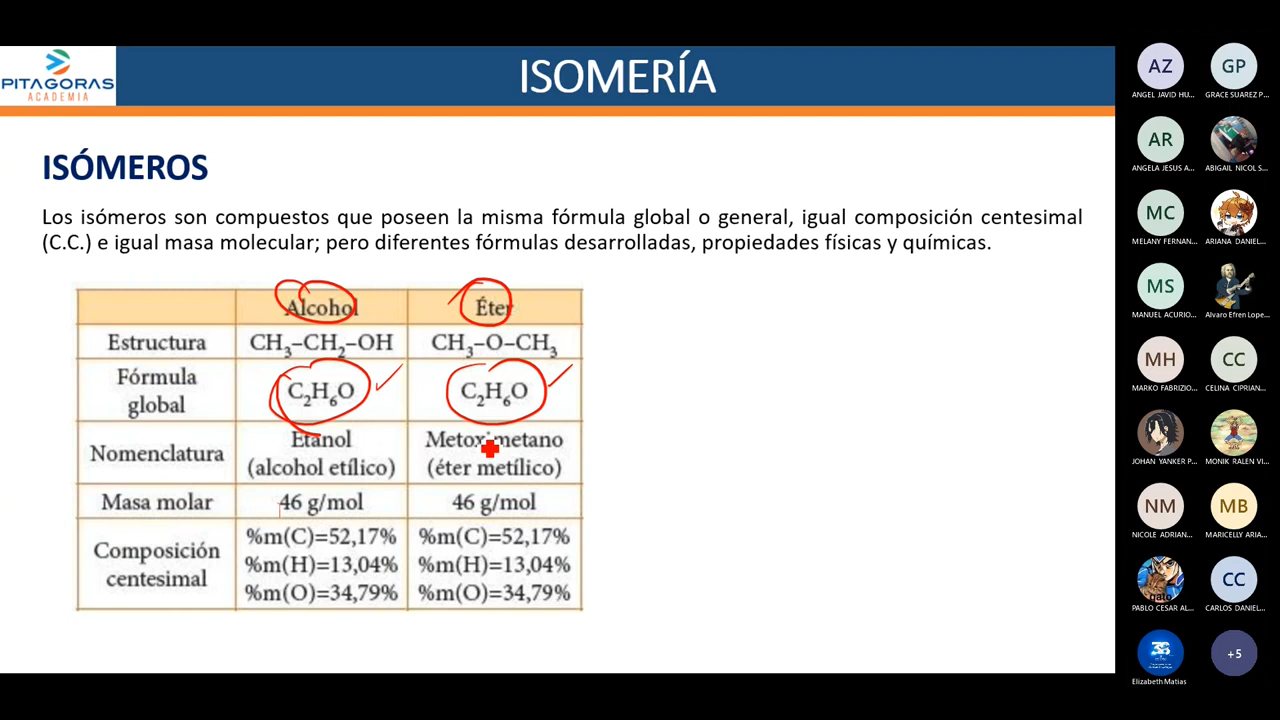 PITAGORAS
ACADEMIA
ISOMERÍA
ISÓMEROS
Los isómeros son compuestos que poseen la misma fórmula global o general, igual composición centesimal
(C.C.) e igual masa molecular; pero diferentes fórmulas desarrolladas, propiedades físicas y químicas.
Alcohol Éter
Estructura CH₃–CH₂–OH CH₃–O–CH₃
Fórmula
global C₂H₆O C₂H₆O
Nomenclatura Etanol
(alcohol etílico) Metoximetano
(éter metílico)
Masa molar 46 g/mol 46 g/mol
Composición
centesimal
%m(C)=52,17% %m(C)=52,17%
%m(H)=13,04% %m(H)=13,04%
%m(O)=34,79% %m(O)=34,79%
AZ GP
ANGEL JAVID HU... GRACE SUAREZ P...
AR
ANGELA JESUS A... ABIGAIL NICOL S...
MC
MELANY FERNAN... ARIANA DANIEL...
MS
MANUEL ACURIO... Alvaro Efren Lope...
MH CC
MARKO FABRIZIO... CELINA CIPRIAN...
JOHAN YANKER P... MONIK RALEN VI...
NM MB
NICOLE ADRIAN... MARICELLY ARIA...
gato CC
PABLO CESAR AL... CARLOS DANIEL...
+5
Elizabeth Matias